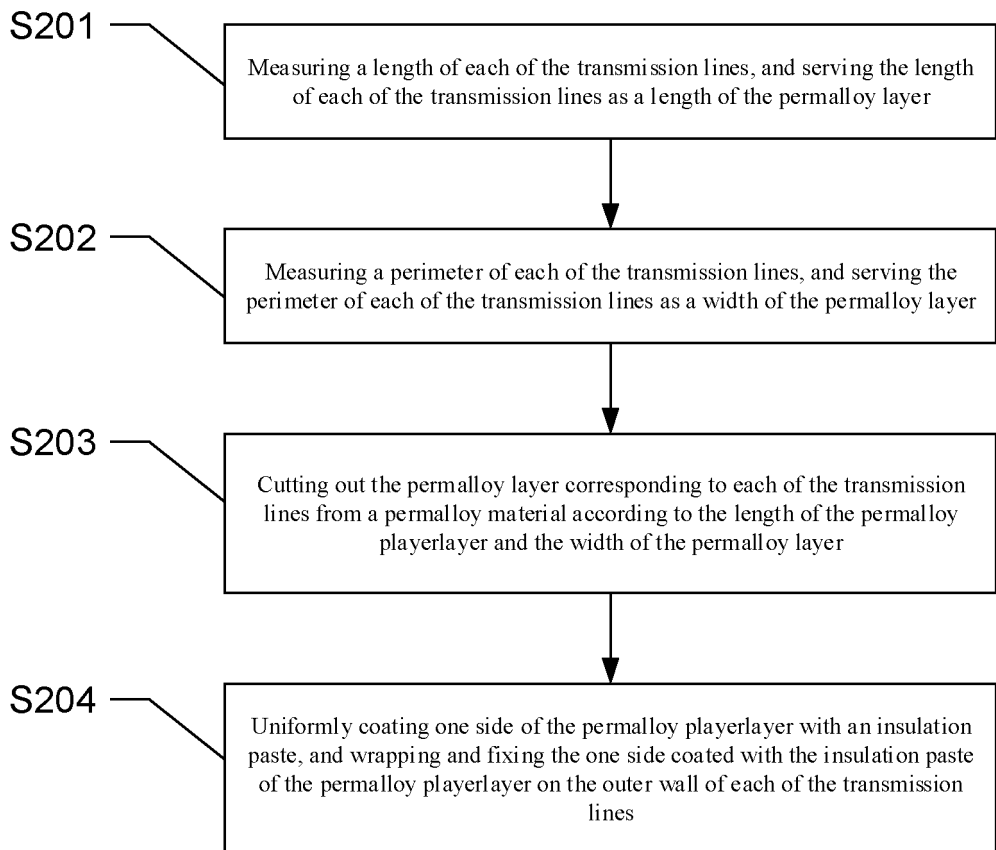 S201
Measuring a length of each of the transmission lines, and serving the length
of each of the transmission lines as a length of the permalloy layer
S202
Measuring a perimeter of each of the transmission lines, and serving the
perimeter of each of the transmission lines as a width of the permalloy layer
S203
Cutting out the permalloy layer corresponding to each of the transmission
lines from a permalloy material according to the length of the permalloy
playerlayer and the width of the permalloy layer
S204
Uniformly coating one side of the permalloy playerlayer with an insulation
paste, and wrapping and fixing the one side coated with the insulation paste
of the permalloy playerlayer on the outer wall of each of the transmission
lines